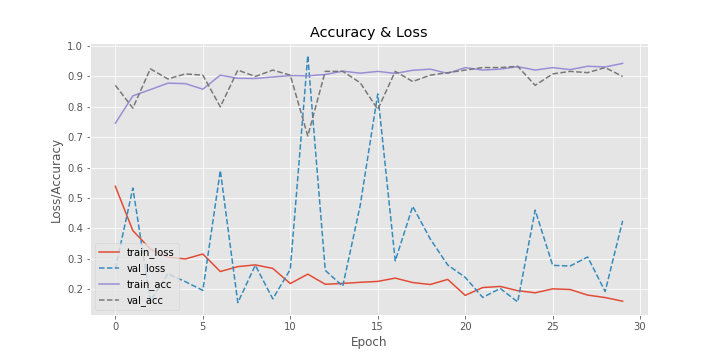 Accuracy & Loss
Loss/Accuracy
1.0
0.9
0.8
0.7
0.6
0.5
0.4
0.3
0.2
train_loss
val_loss
train_acc
val_acc
0
5
10
15
20
25
30
Epoch